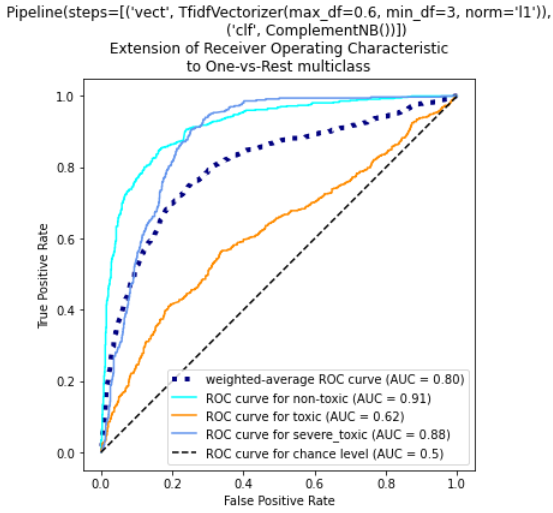 Pipeline(steps=[('vect', TfidfVectorizer(max_df=0.6, min_df=3, norm='l1')),
('clf', ComplementNB())])
Extension of Receiver Operating Characteristic
to One-vs-Rest multiclass
True Positive Rate
1.0
0.8
0.6
0.4
0.2
0.0
weighted-average ROC curve (AUC = 0.80)
ROC curve for non-toxic (AUC = 0.91)
ROC curve for toxic (AUC = 0.62)
ROC curve for severe_toxic (AUC = 0.88)
ROC curve for chance level (AUC = 0.5)
0.0 0.2 0.4 0.6 0.8 1.0
False Positive Rate